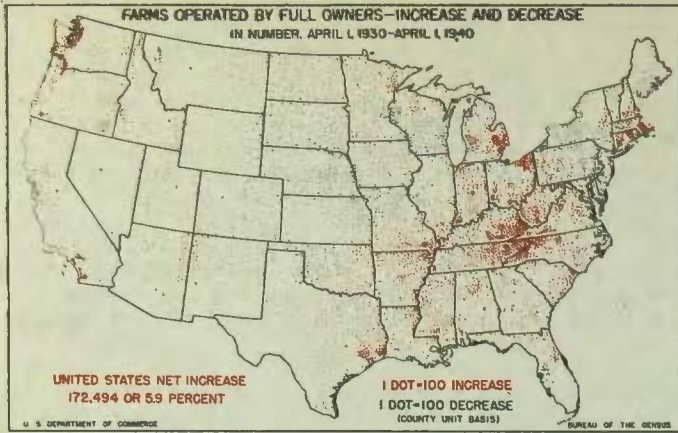 FARMS OPERATED BY FULL OWNERS—INCREASE AND DECREASE
IN NUMBER, APRIL 1, 1930—APRIL 1, 1940
UNITED STATES NET INCREASE
172,494 OR 5.9 PERCENT
1 DOT=100 INCREASE
1 DOT=100 DECREASE
(COUNTY UNIT BASIS)
U. S. DEPARTMENT OF COMMERCE
BUREAU OF THE CENSUS